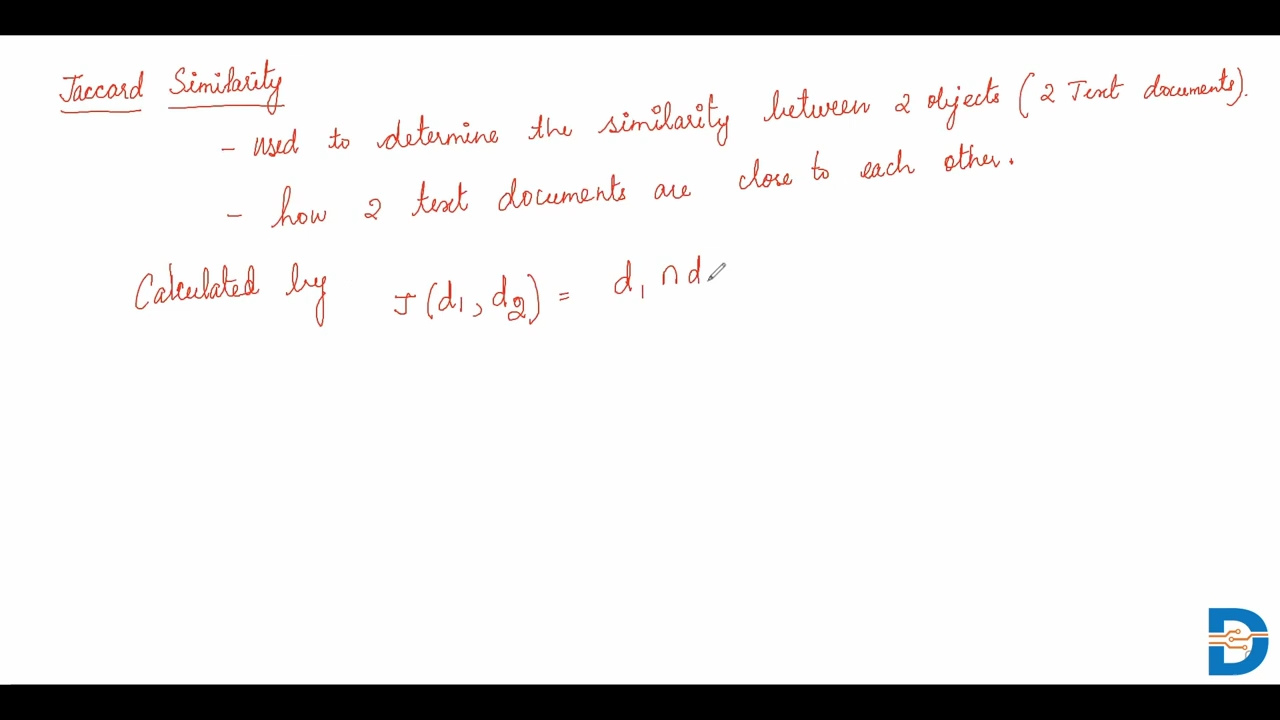 Jaccard Similarity
- used to determine the similarity between 2 objects (2 Text documents).
- how 2 text documents are close to each other.
Calculated by J(d1, d2) = d1 ∩ d